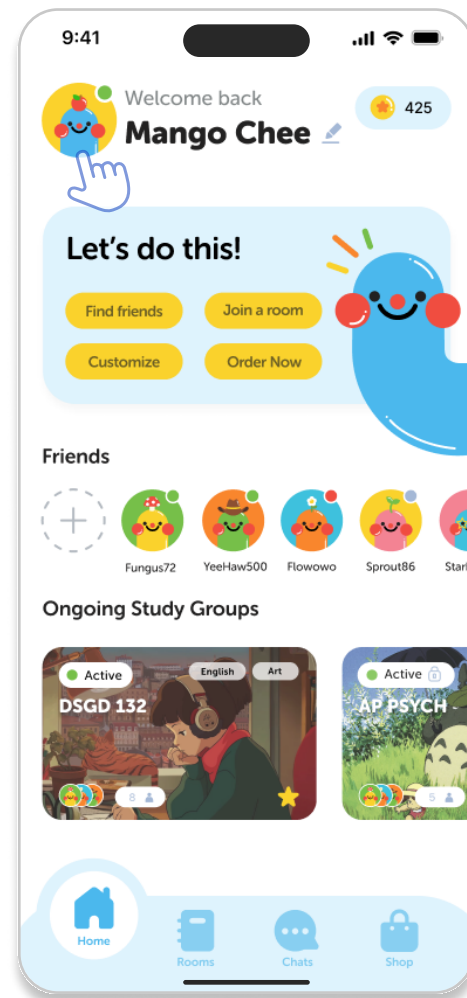 9:41
Welcome back
Mango Chee
425
Let's do this!
Find friends
Join a room
Customize
Order Now
Friends
Fungus72
YeeHaw500
Flowowo
Sprout86
Star
Ongoing Study Groups
Active
English
Art
DSGD 132
8
Active
AP PSYCH -
5
Home
Rooms
Chats
Shop